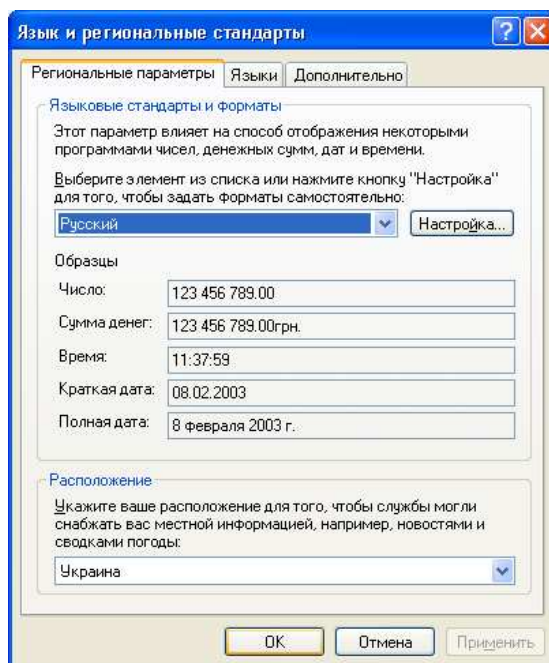 Язык и региональные стандарты
Региональные параметры Языки Дополнительно
Языковые стандарты и форматы
Этот параметр влияет на способ отображения некоторыми
программами чисел, денежных сумм, дат и времени.
Выберите элемент из списка или нажмите кнопку "Настройка"
для того, чтобы задать форматы самостоятельно:
Русский Настройка...
Образцы
Число: 123 456 789.00
Сумма денег: 123 456 789.00грн.
Время: 11:37:59
Краткая дата: 08.02.2003
Полная дата: 8 февраля 2003 г.
Расположение
Укажите ваше расположение для того, чтобы службы могли
снабжать вас местной информацией, например, новостями и
сводками погоды:
Украина
OK Отмена Применить